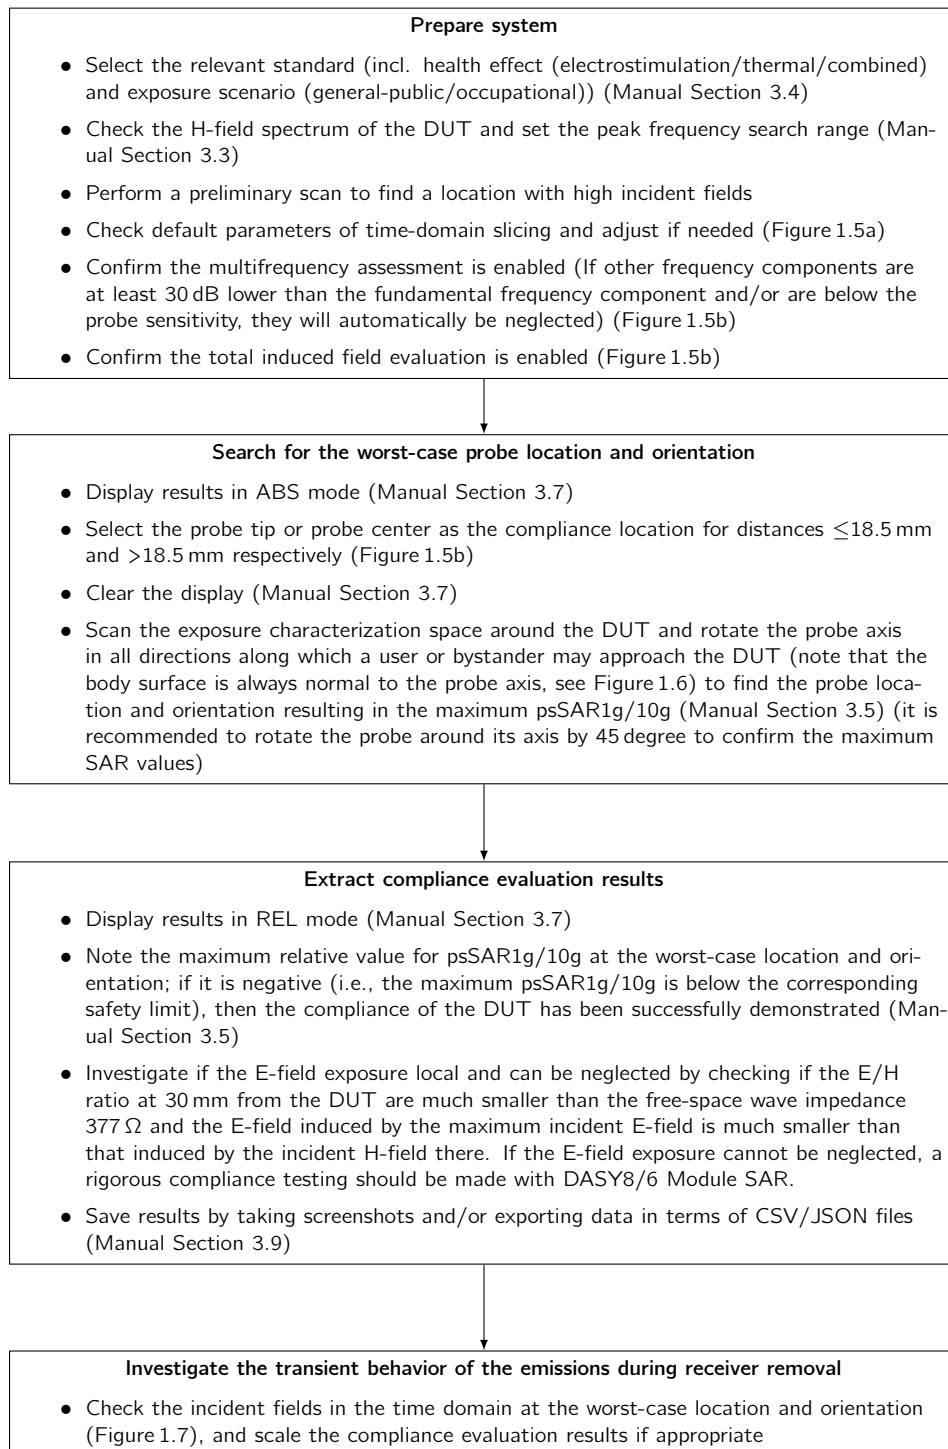 Prepare system
• Select the relevant standard (incl. health effect (electrostimulation/thermal/combined)
and exposure scenario (general-public/occupational)) (Manual Section 3.4)
• Check the H-field spectrum of the DUT and set the peak frequency search range (Man-
ual Section 3.3)
• Perform a preliminary scan to find a location with high incident fields
• Check default parameters of time-domain slicing and adjust if needed (Figure 1.5a)
• Confirm the multifrequency assessment is enabled (If other frequency components are
at least 30 dB lower than the fundamental frequency component and/or are below the
probe sensitivity, they will automatically be neglected) (Figure 1.5b)
• Confirm the total induced field evaluation is enabled (Figure 1.5b)
Search for the worst-case probe location and orientation
• Display results in ABS mode (Manual Section 3.7)
• Select the probe tip or probe center as the compliance location for distances ≤18.5 mm
and >18.5 mm respectively (Figure 1.5b)
• Clear the display (Manual Section 3.7)
• Scan the exposure characterization space around the DUT and rotate the probe axis
in all directions along which a user or bystander may approach the DUT (note that the
body surface is always normal to the probe axis, see Figure 1.6) to find the probe loca-
tion and orientation resulting in the maximum psSAR1g/10g (Manual Section 3.5) (it is
recommended to rotate the probe around its axis by 45 degree to confirm the maximum
SAR values)
Extract compliance evaluation results
• Display results in REL mode (Manual Section 3.7)
• Note the maximum relative value for psSAR1g/10g at the worst-case location and ori-
entation; if it is negative (i.e., the maximum psSAR1g/10g is below the corresponding
safety limit), then the compliance of the DUT has been successfully demonstrated (Man-
ual Section 3.5)
• Investigate if the E-field exposure local and can be neglected by checking if the E/H
ratio at 30 mm from the DUT are much smaller than the free-space wave impedance
377 Ω and the E-field induced by the maximum incident E-field is much smaller than
that induced by the incident H-field there. If the E-field exposure cannot be neglected, a
rigorous compliance testing should be made with DASY8/6 Module SAR.
• Save results by taking screenshots and/or exporting data in terms of CSV/JSON files
(Manual Section 3.9)
Investigate the transient behavior of the emissions during receiver removal
• Check the incident fields in the time domain at the worst-case location and orientation
(Figure 1.7), and scale the compliance evaluation results if appropriate